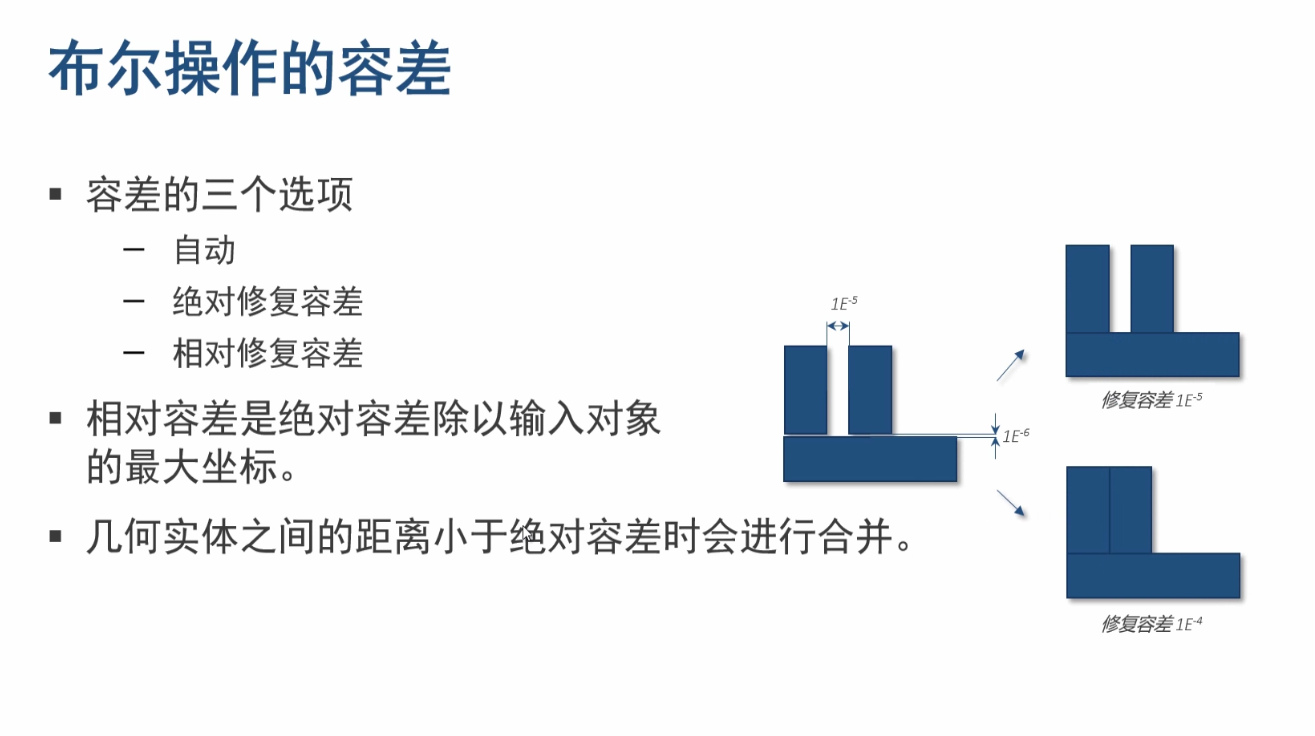 布尔操作的容差
▪ 容差的三个选项
– 自动
– 绝对修复容差
– 相对修复容差
▪ 相对容差是绝对容差除以输入对象
的最大坐标。
▪ 几何实体之间的距离小于绝对容差时会进行合并。
1E-5
1E-6
修复容差 1E-5
修复容差 1E-4